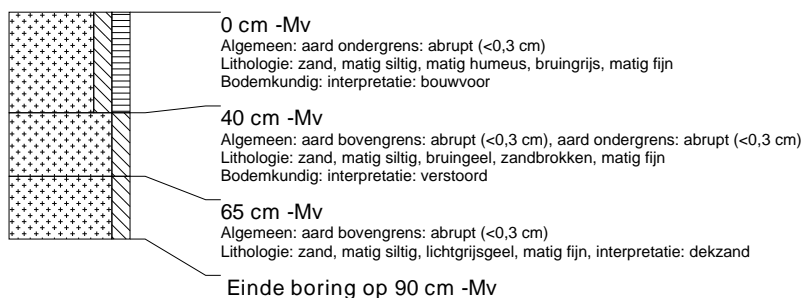 0 cm -Mv
Algemeen: aard ondergrens: abrupt (<0,3 cm)
Lithologie: zand, matig siltig, matig humeus, bruingrijs, matig fijn
Bodemkundig: interpretatie: bouwvoor
40 cm -Mv
Algemeen: aard bovengrens: abrupt (<0,3 cm), aard ondergrens: abrupt (<0,3 cm)
Lithologie: zand, matig siltig, bruingeel, zandbrokken, matig fijn
Bodemkundig: interpretatie: verstoord
65 cm -Mv
Algemeen: aard bovengrens: abrupt (<0,3 cm)
Lithologie: zand, matig siltig, lichtgrijsgeel, matig fijn, interpretatie: dekzand
Einde boring op 90 cm -Mv